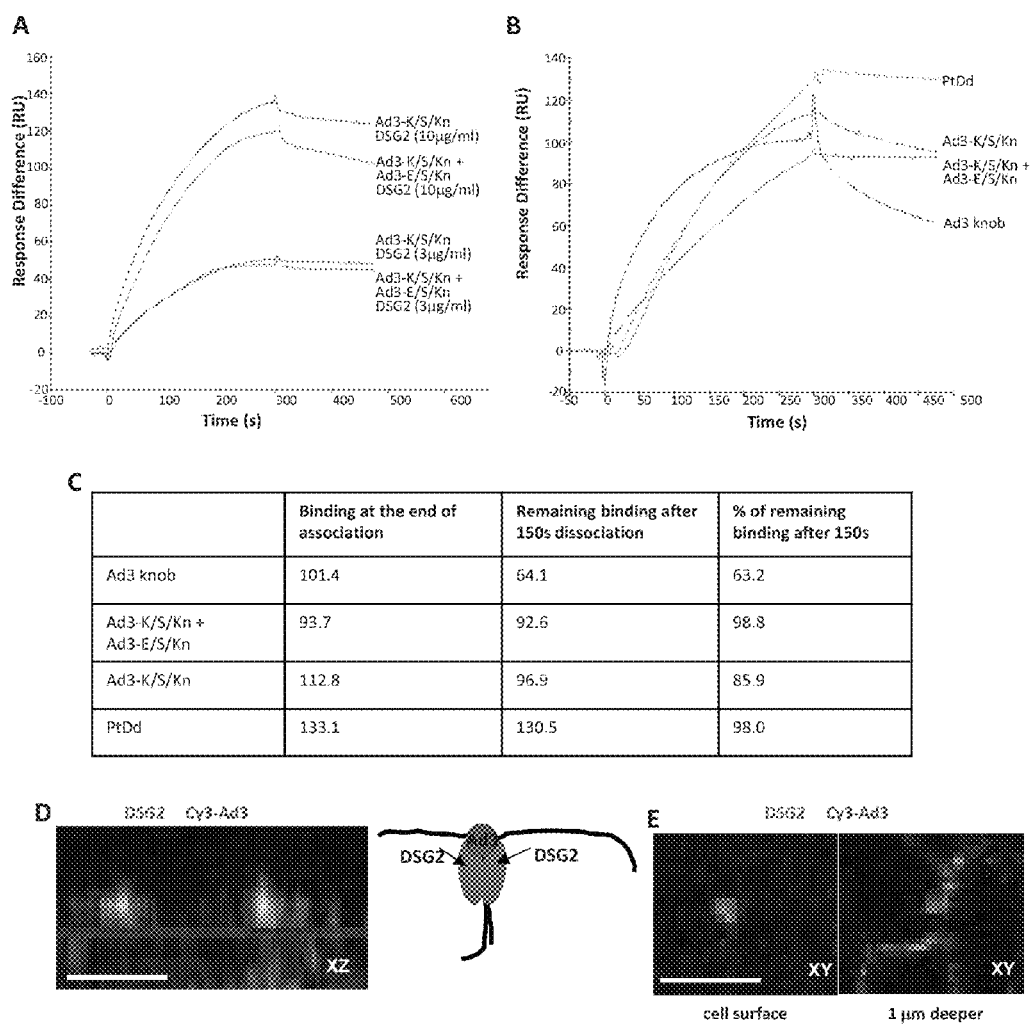 A
160
140
120
100
80
60
40
20
0
-20
Response Difference (RU)
-100
0
100
200
300
400
500
600
Time (s)
Ad3-K/S/Kn
DSG2 (10µg/ml)
Ad3-K/S/Kn +
Ad3-E/S/Kn
DSG2 (10µg/ml)
Ad3-K/S/Kn
DSG2 (3µg/ml)
Ad3-K/S/Kn +
Ad3-E/S/Kn
DSG2 (3µg/ml)
B
140
120
100
80
60
40
20
0
-20
Response Difference (RU)
-50
0
50
100
150
200
250
300
350
400
450
500
Time (s)
PtDd
Ad3-K/S/Kn
Ad3-K/S/Kn +
Ad3-E/S/Kn
Ad3 knob
C
Binding at the end of association
Remaining binding after 150s dissociation
% of remaining binding after 150s
Ad3 knob 101.4 64.1 63.2
Ad3-K/S/Kn + Ad3-E/S/Kn 93.7 92.6 98.8
Ad3-K/S/Kn 112.8 96.9 85.9
PtDd 133.1 130.5 98.0
D
DSG2 Cy3-Ad3
XZ
DSG2 DSG2
E
DSG2 Cy3-Ad3
XY XY
cell surface 1 µm deeper